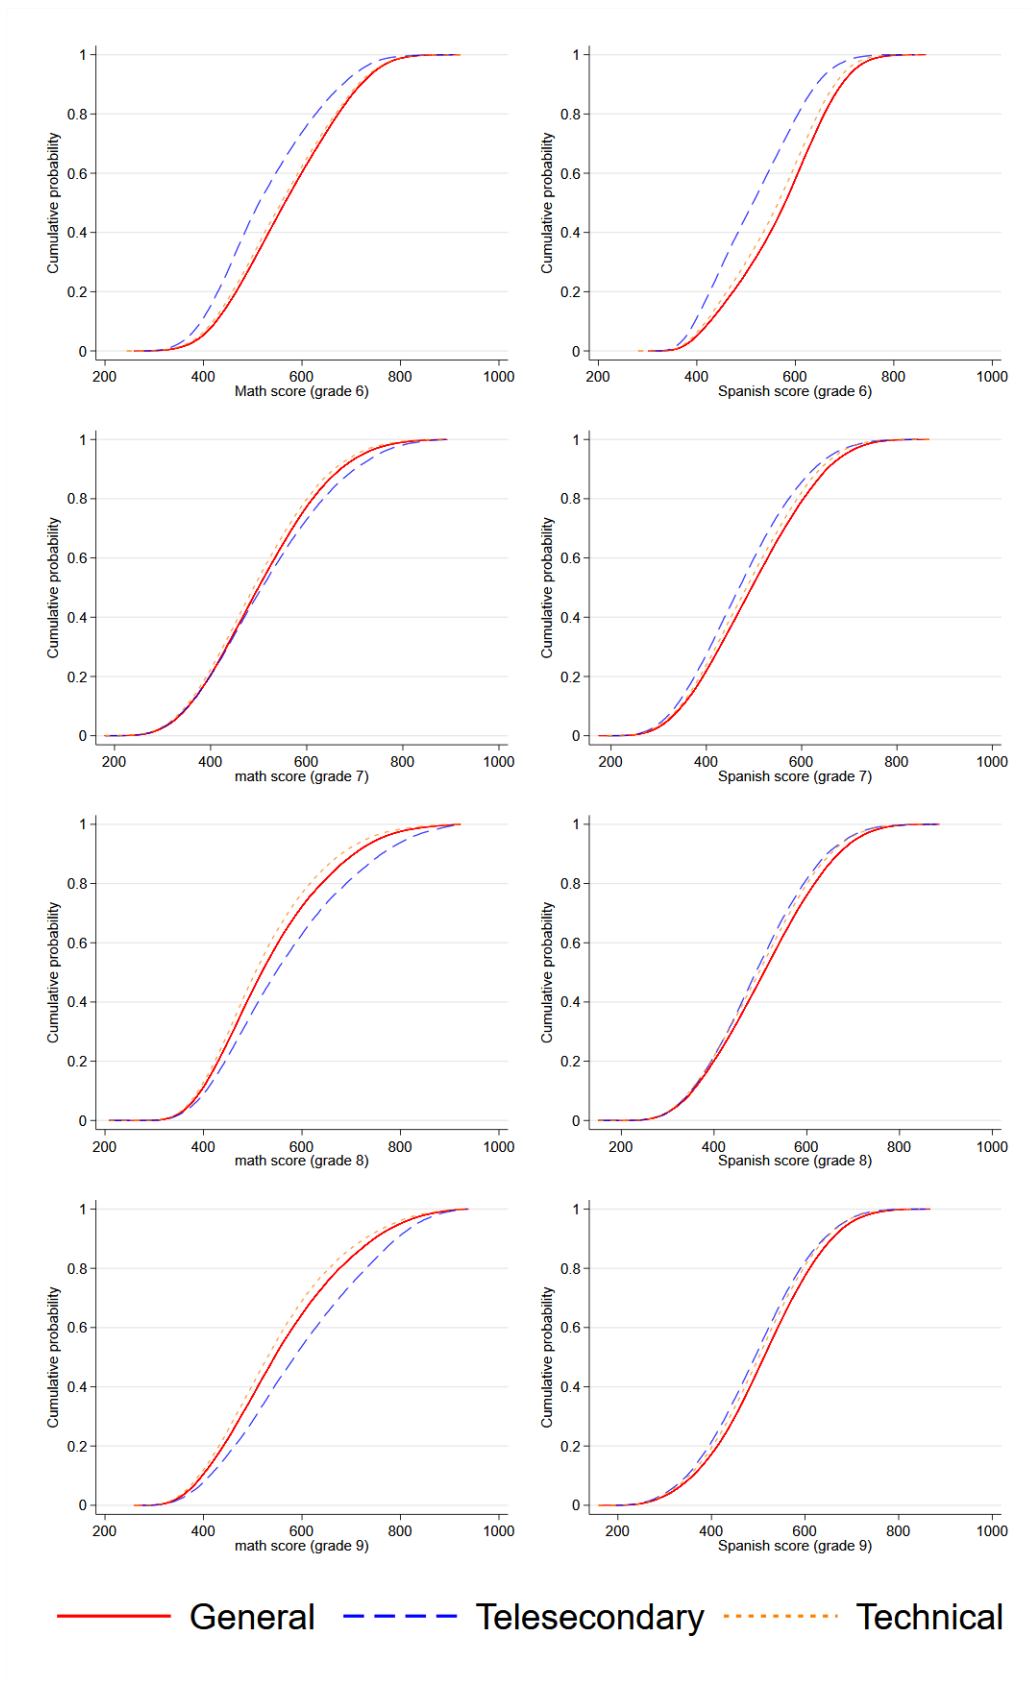 1
0.8
0.6
0.4
0.2
0
Cumulative probability
200 400 600 800 1000
Math score (grade 6)
1
0.8
0.6
0.4
0.2
0
Cumulative probability
200 400 600 800 1000
Spanish score (grade 6)
1
0.8
0.6
0.4
0.2
0
Cumulative probability
200 400 600 800 1000
math score (grade 7)
1
0.8
0.6
0.4
0.2
0
Cumulative probability
200 400 600 800 1000
Spanish score (grade 7)
1
0.8
0.6
0.4
0.2
0
Cumulative probability
200 400 600 800 1000
math score (grade 8)
1
0.8
0.6
0.4
0.2
0
Cumulative probability
200 400 600 800 1000
Spanish score (grade 8)
1
0.8
0.6
0.4
0.2
0
Cumulative probability
200 400 600 800 1000
math score (grade 9)
1
0.8
0.6
0.4
0.2
0
Cumulative probability
200 400 600 800 1000
Spanish score (grade 9)
General Telesecondary Technical